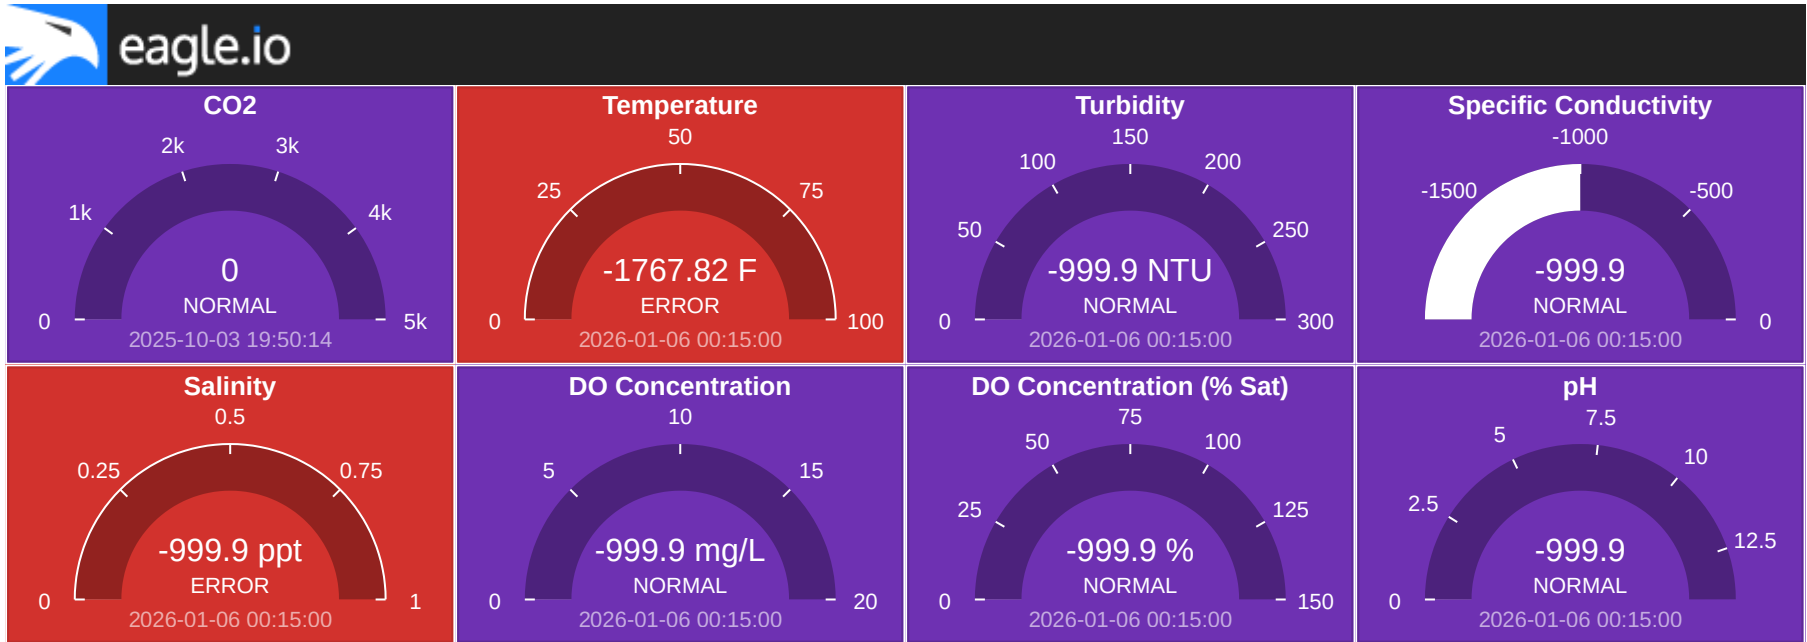 eagle.io
CO2
2k 3k
1k 4k
0
NORMAL
0 5k
2025-10-03 19:50:14
Temperature
50
25 75
-1767.82 F
ERROR
0 100
2026-01-06 00:15:00
Turbidity
150
100 200
50 250
-999.9 NTU
NORMAL
0 300
2026-01-06 00:15:00
Specific Conductivity
-1000
-1500 -500
-999.9
NORMAL
0
2026-01-06 00:15:00
Salinity
0.5
0.25 0.75
-999.9 ppt
ERROR
0 1
2026-01-06 00:15:00
DO Concentration
10
5 15
-999.9 mg/L
NORMAL
0 20
2026-01-06 00:15:00
DO Concentration (% Sat)
75
50 100
25 125
-999.9 %
NORMAL
0 150
2026-01-06 00:15:00
pH
7.5
5 10
2.5 12.5
-999.9
NORMAL
0
2026-01-06 00:15:00